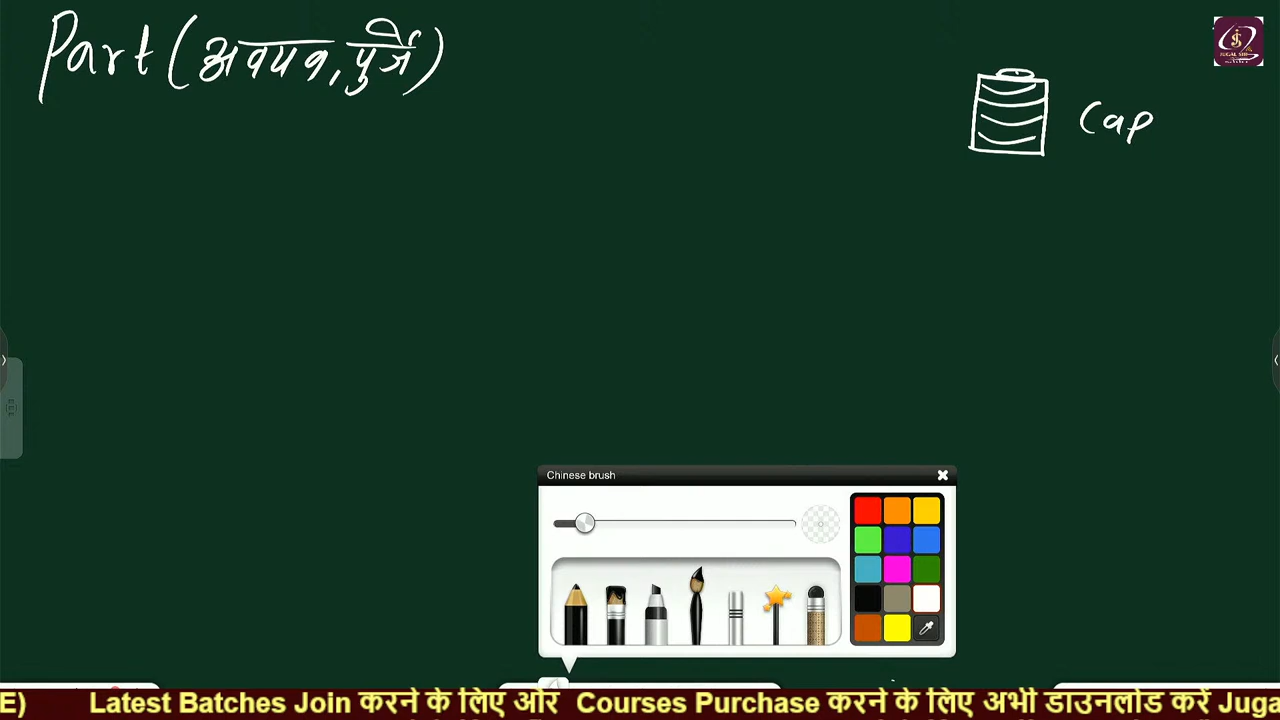 Part (अवयव, पुर्जे)
Cap
Chinese brush
E) Latest Batches Join करने के लिए और Courses Purchase करने के लिए अभी डाउनलोड करें Juga